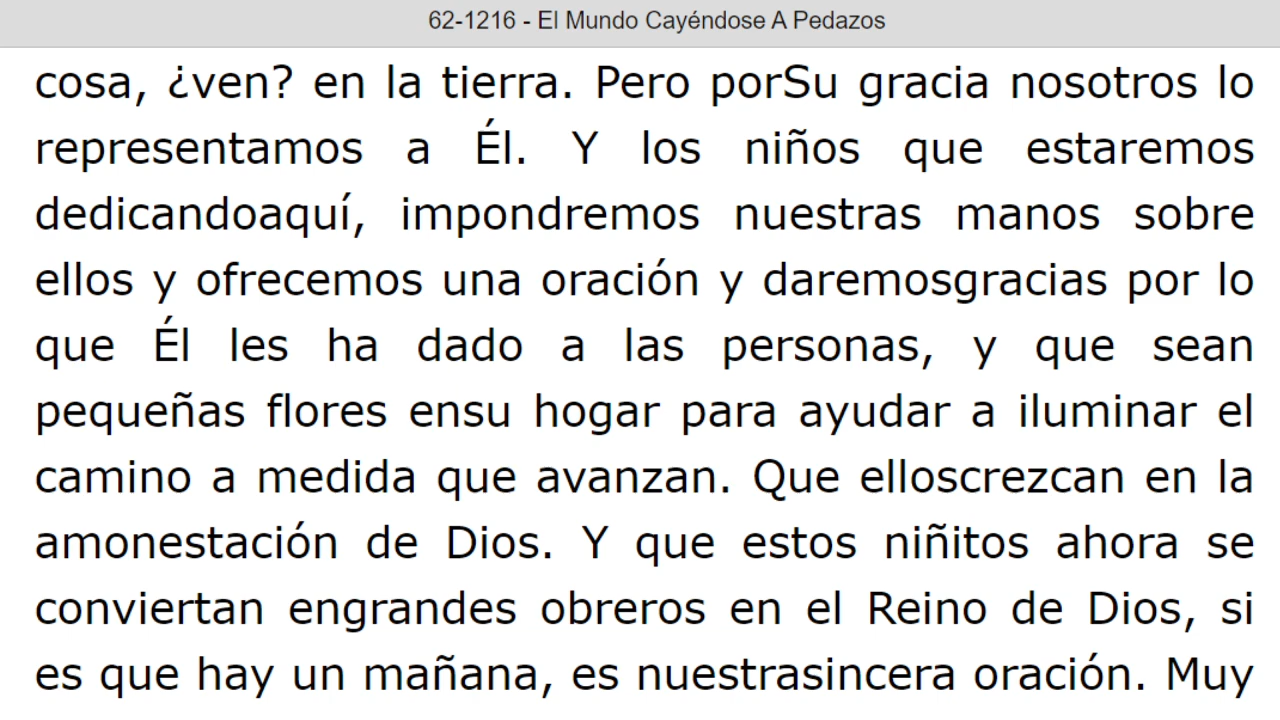 62-1216 - El Mundo Cayéndose A Pedazos
cosa, ¿ven? en la tierra. Pero porSu gracia nosotros lo
representamos a Él. Y los niños que estaremos
dedicandoaquí, impondremos nuestras manos sobre
ellos y ofrecemos una oración y daremosgracias por lo
que Él les ha dado a las personas, y que sean
pequeñas flores ensu hogar para ayudar a iluminar el
camino a medida que avanzan. Que elloscrezcan en la
amonestación de Dios. Y que estos niñitos ahora se
conviertan engrandes obreros en el Reino de Dios, si
es que hay un mañana, es nuestrasincera oración. Muy